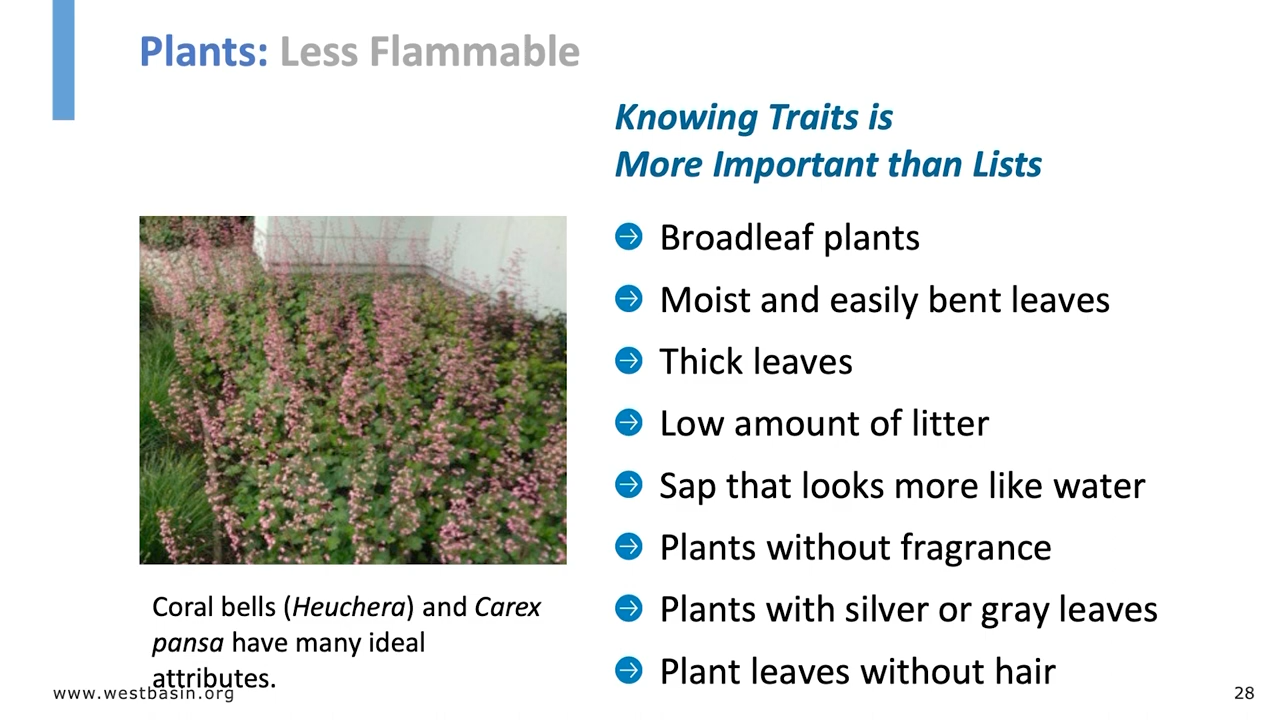 Plants: Less Flammable
Knowing Traits is
More Important than Lists
Broadleaf plants
Moist and easily bent leaves
Thick leaves
Low amount of litter
Sap that looks more like water
Plants without fragrance
Plants with silver or gray leaves
Plant leaves without hair
Coral bells (Heuchera) and Carex
pansa have many ideal
attributes.
www.westbasin.org
28